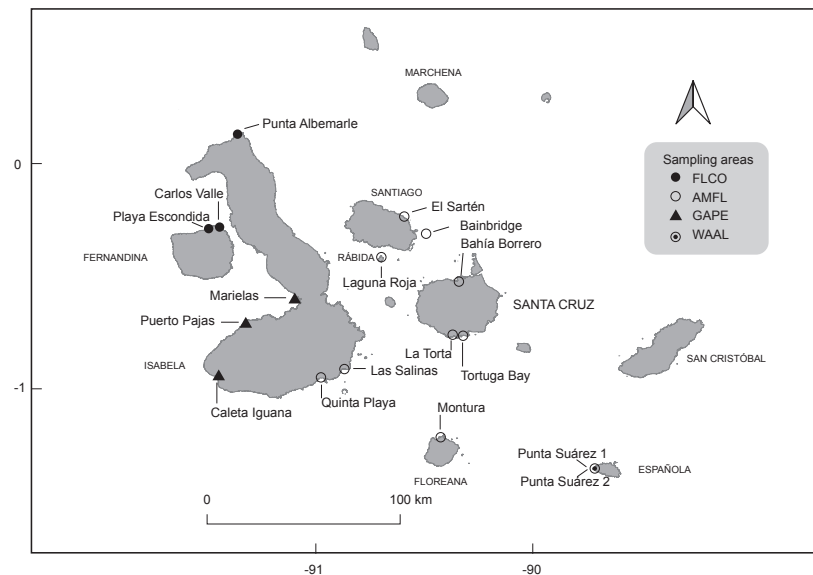 MARCHENA
Punta Albemarle
0
Sampling areas
FLCO
AMFL
GAPE
WAAL
Carlos Valle
SANTIAGO
El Sartén
Playa Escondida
Bainbridge
Bahía Borrero
FERNANDINA
RÁBIDA
Laguna Roja
Marielas
SANTA CRUZ
Puerto Pajas
La Torta
SAN CRISTÓBAL
ISABELA
Las Salinas
Tortuga Bay
-1
Caleta Iguana
Quinta Playa
Montura
Punta Suárez 1
ESPAÑOLA
Punta Suárez 2
FLOREANA
0
100 km
-91
-90